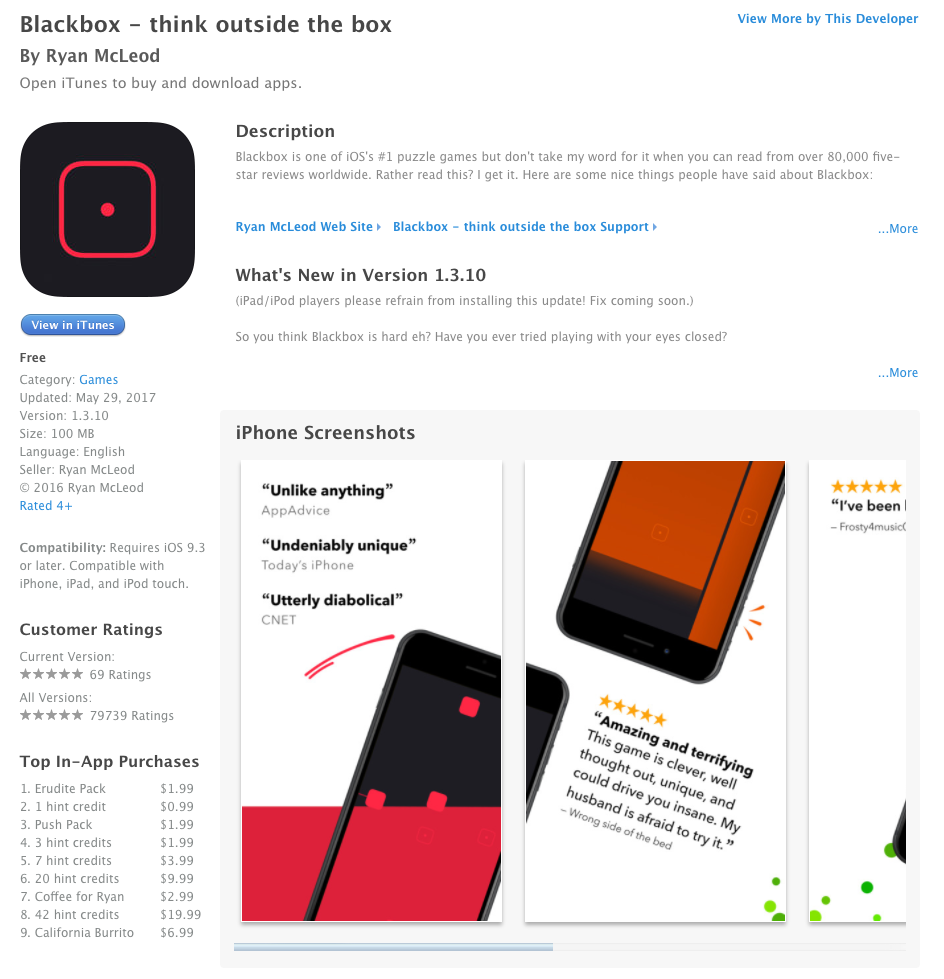 Blackbox – think outside the box
View More by This Developer
By Ryan McLeod
Open iTunes to buy and download apps.
View in iTunes
Free
Category: Games
Updated: May 29, 2017
Version: 1.3.10
Size: 100 MB
Language: English
Seller: Ryan McLeod
© 2016 Ryan McLeod
Rated 4+
Compatibility: Requires iOS 9.3
or later. Compatible with
iPhone, iPad, and iPod touch.
Customer Ratings
Current Version:
★★★★★ 69 Ratings
All Versions:
★★★★★ 79739 Ratings
Top In-App Purchases
1. Erudite Pack $1.99
2. 1 hint credit $0.99
3. Push Pack $1.99
4. 3 hint credits $1.99
5. 7 hint credits $3.99
6. 20 hint credits $9.99
7. Coffee for Ryan $2.99
8. 42 hint credits $19.99
9. California Burrito $6.99
Description
Blackbox is one of iOS's #1 puzzle games but don't take my word for it when you can read from over 80,000 five-
star reviews worldwide. Rather read this? I get it. Here are some nice things people have said about Blackbox:
Ryan McLeod Web Site Blackbox – think outside the box Support
...More
What's New in Version 1.3.10
(iPad/iPod players please refrain from installing this update! Fix coming soon.)
So you think Blackbox is hard eh? Have you ever tried playing with your eyes closed?
...More
iPhone Screenshots
“Unlike anything”
AppAdvice
“Undeniably unique”
Today's iPhone
“Utterly diabolical”
CNET
★★★★★
“Amazing and terrifying
This game is clever, well
thought out, unique, and
could drive you insane. My
husband is afraid to try it.”
– Wrong side of the bed
★★★★★
“I've been
– Frosty4music